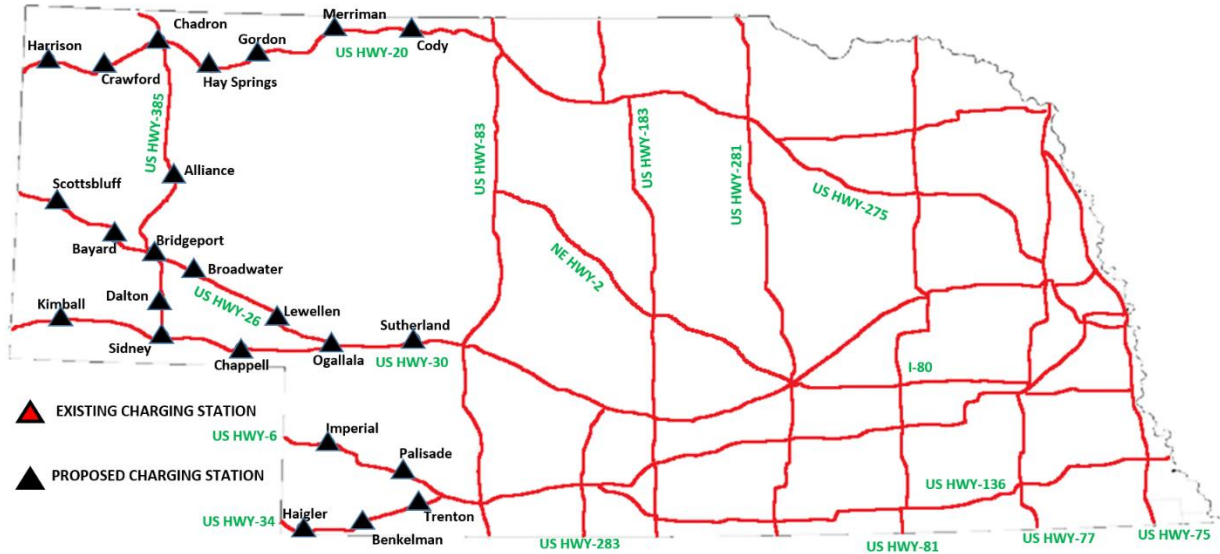 Merriman
Chadron
Harrison
Gordon
US HWY-20
Cody
Crawford
Hay Springs
US HWY-385
US HWY-83
US HWY-183
US HWY-281
Alliance
Scottsbluff
US HWY-275
Bayard
Bridgeport
Broadwater
NE HWY-2
Dalton
Kimball
US HWY-26
Lewellen
Sutherland
Sidney
Chappell
Ogallala
US HWY-30
I-80
EXISTING CHARGING STATION
US HWY-6
Imperial
Palisade
PROPOSED CHARGING STATION
US HWY-136
Haigler
US HWY-34
Trenton
Benkelman
US HWY-283
US HWY-81
US HWY-77
US HWY-75